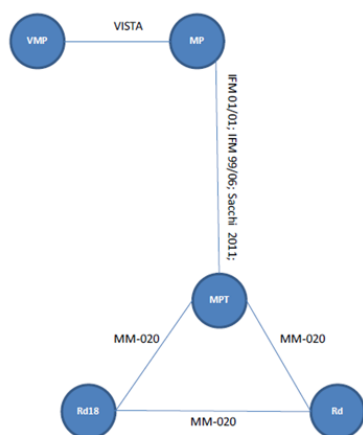 VISTA
VMP
MP
IFM 01/01; IFM 99/06; Sacchi 2011;
MPT
MM-020
MM-020
Rd18
MM-020
Rd